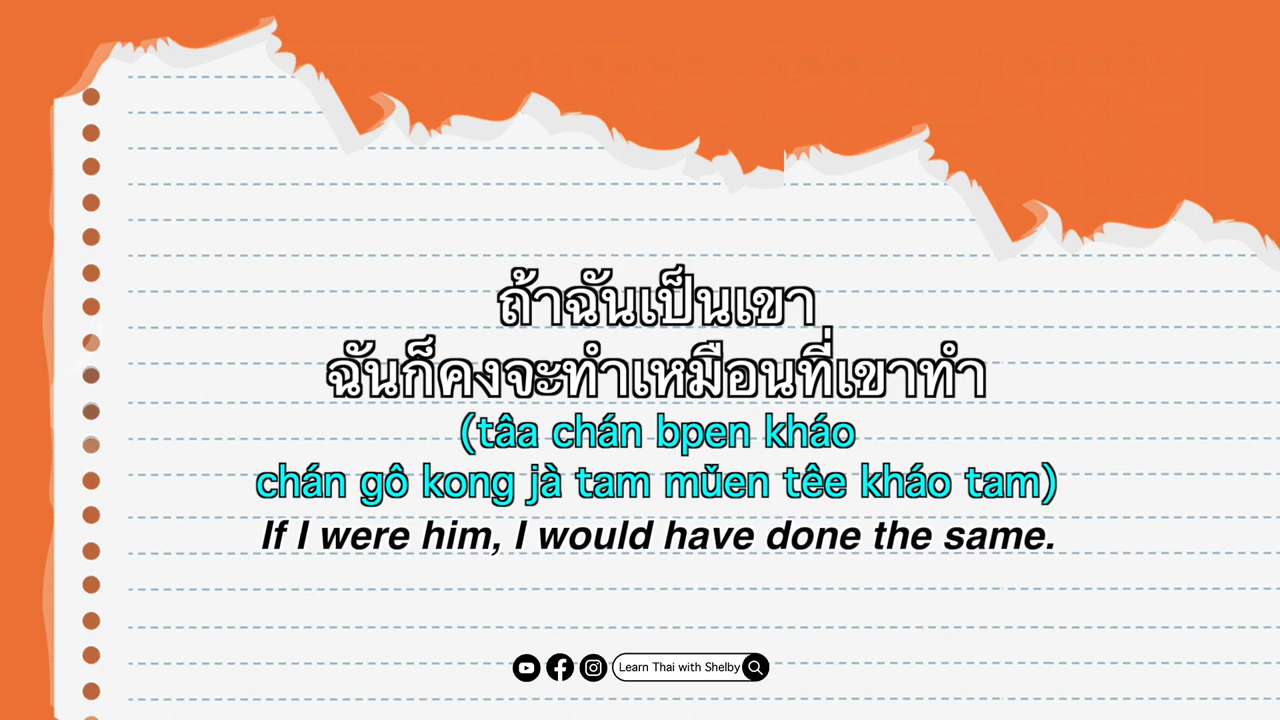 ถ้าฉันเป็นเขา
ฉันก็คงจะทำเหมือนที่เขาทำ
(tâa chán bpen kháo
chán gô kong jà tam mǔen têe kháo tam)
If I were him, I would have done the same.
Learn Thai with Shelby